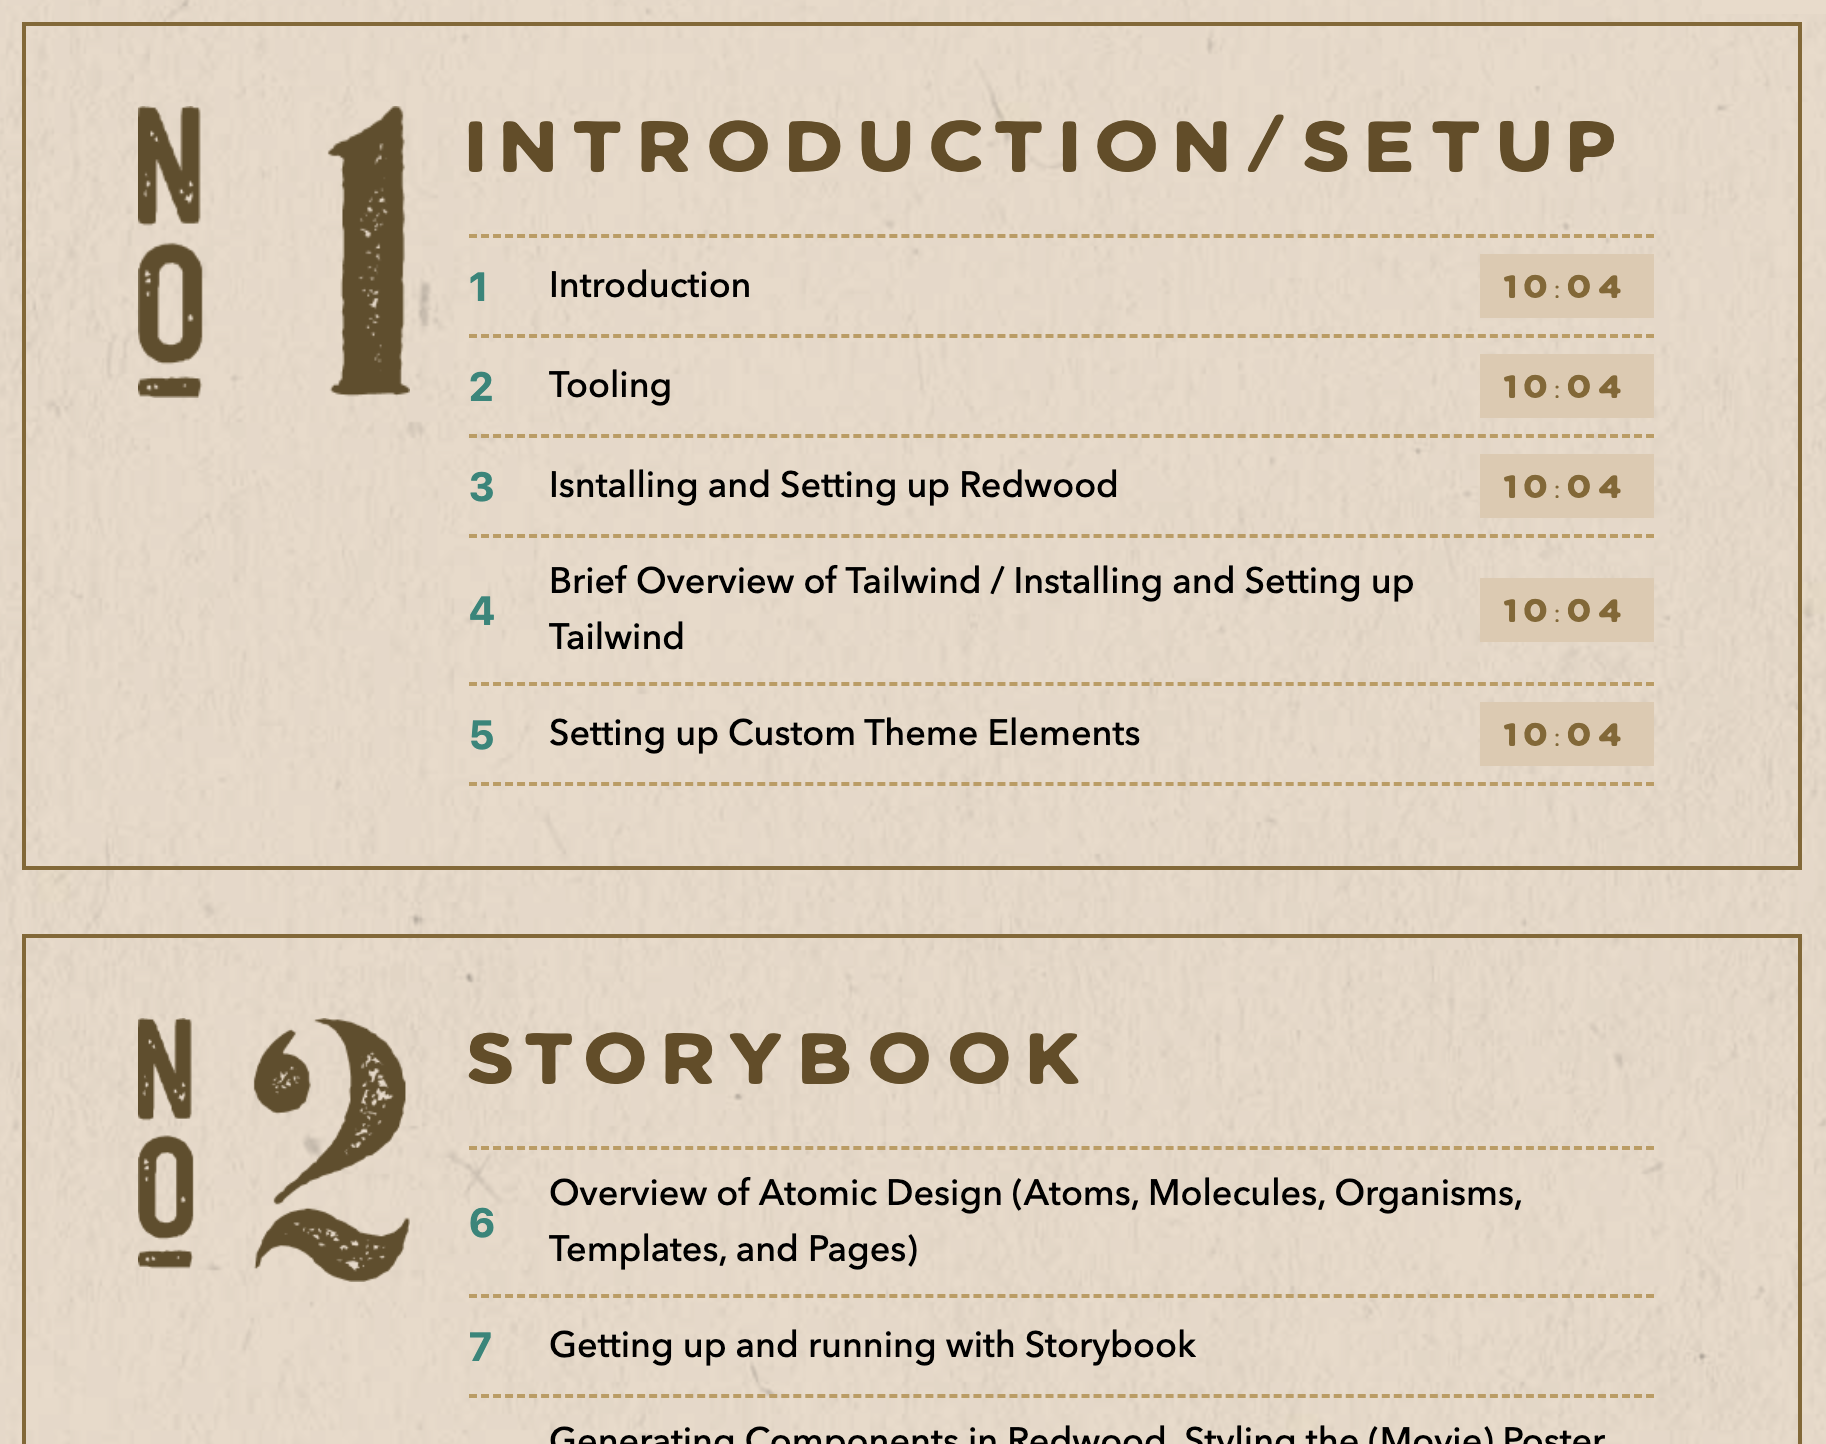 NO 1
INTRODUCTION/SETUP
1 Introduction 10:04
2 Tooling 10:04
3 Isntalling and Setting up Redwood 10:04
4 Brief Overview of Tailwind / Installing and Setting up
Tailwind 10:04
5 Setting up Custom Theme Elements 10:04
NO 2
STORYBOOK
6 Overview of Atomic Design (Atoms, Molecules, Organisms,
Templates, and Pages)
7 Getting up and running with Storybook
Generating Components in Redwood, Styling the (Movie) Poster